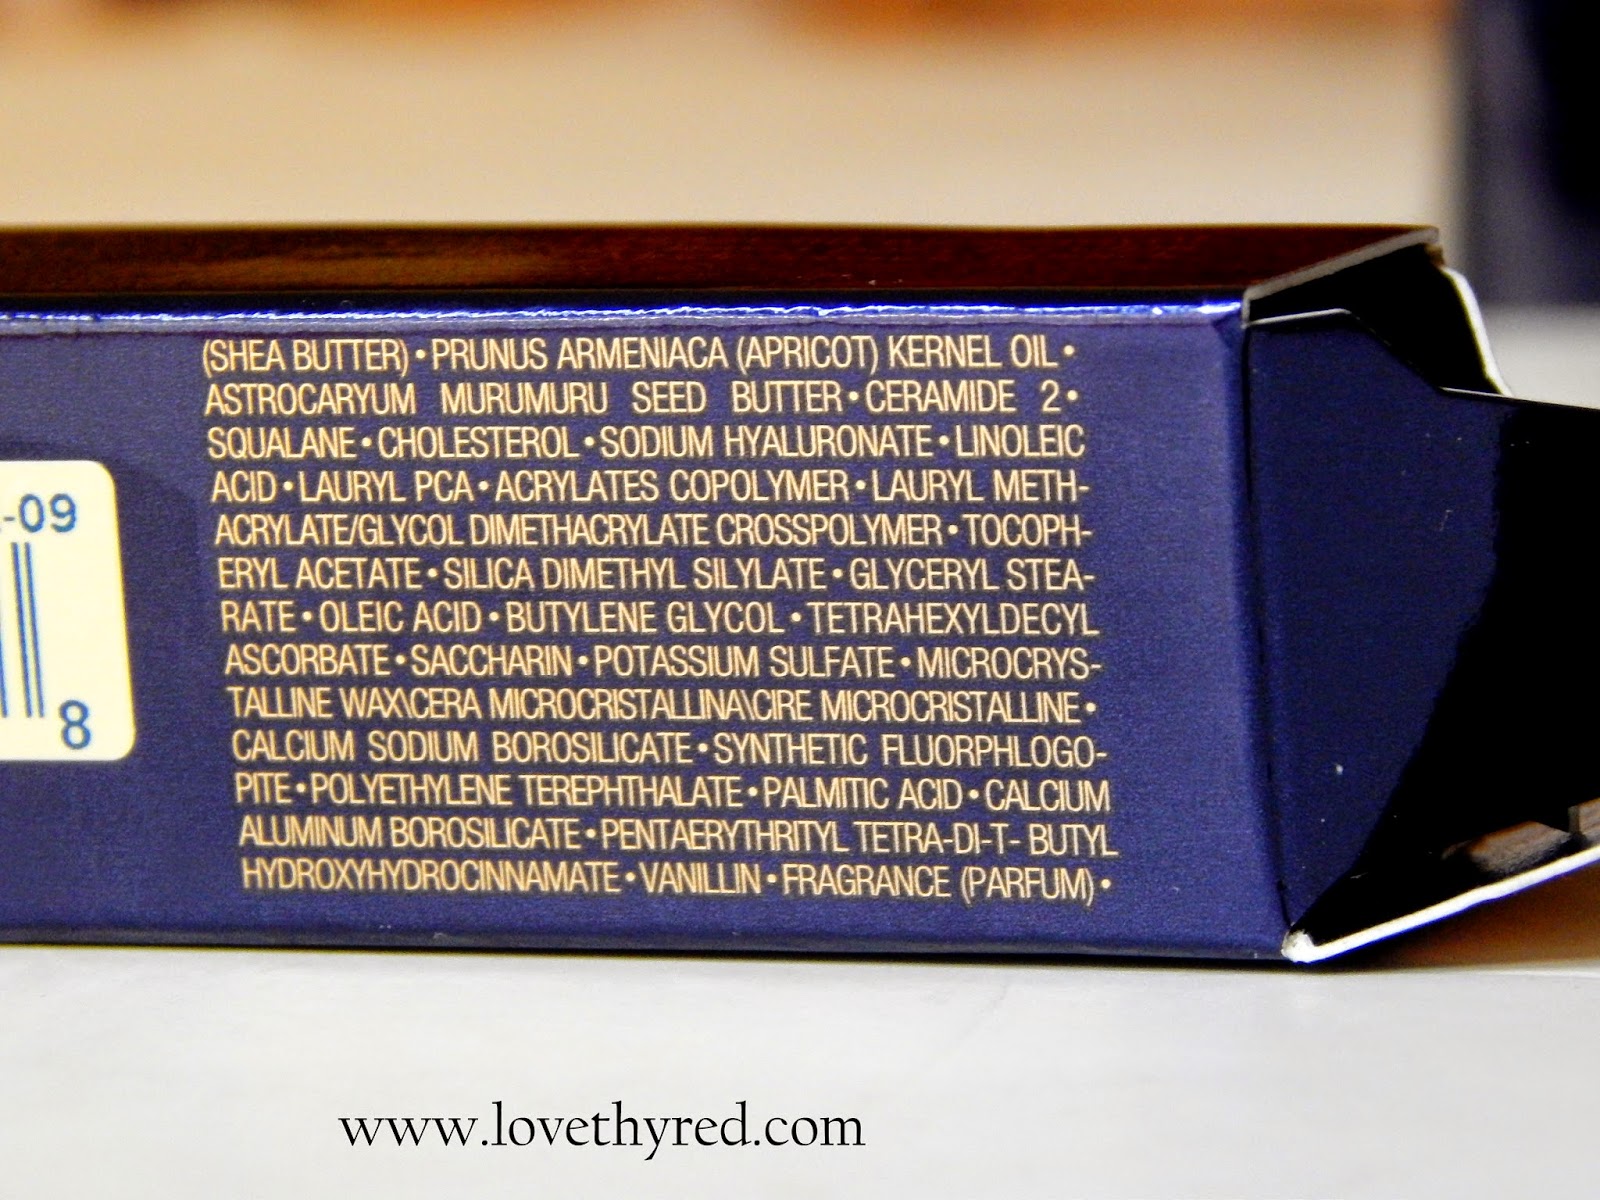 (SHEA BUTTER) • PRUNUS ARMENIACA (APRICOT) KERNEL OIL •
ASTROCARYUM MURUMURU SEED BUTTER • CERAMIDE 2 •
SQUALANE • CHOLESTEROL • SODIUM HYALURONATE • LINOLEIC
ACID • LAURYL PCA • ACRYLATES COPOLYMER • LAURYL METH-
ACRYLATE/GLYCOL DIMETHACRYLATE CROSSPOLYMER • TOCOPH-
ERYL ACETATE • SILICA DIMETHYL SILYLATE • GLYCERYL STEA-
RATE • OLEIC ACID • BUTYLENE GLYCOL • TETRAHEXYLDECYL
ASCORBATE • SACCHARIN • POTASSIUM SULFATE • MICROCRYS-
TALLINE WAX\CERA MICROCRISTALLINA\CIRE MICROCRISTALLINE •
CALCIUM SODIUM BOROSILICATE • SYNTHETIC FLUORPHLOGO-
PITE • POLYETHYLENE TEREPHTHALATE • PALMITIC ACID • CALCIUM
ALUMINUM BOROSILICATE • PENTAERYTHRITYL TETRA-DI-T- BUTYL
HYDROXYHYDROCINNAMATE • VANILLIN • FRAGRANCE (PARFUM) •
-09
8
www.lovethyred.com